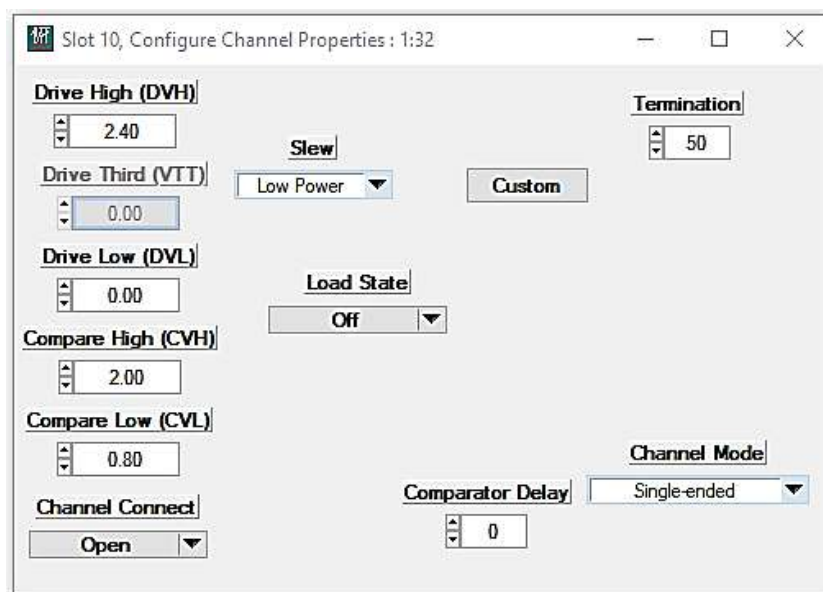 Slot 10, Configure Channel Properties : 1:32
Drive High (DVH)
2.40
Drive Third (VTT)
0.00
Drive Low (DVL)
0.00
Compare High (CVH)
2.00
Compare Low (CVL)
0.80
Channel Connect
Open
Slew
Low Power
Custom
Load State
Off
Termination
50
Comparator Delay
0
Channel Mode
Single-ended